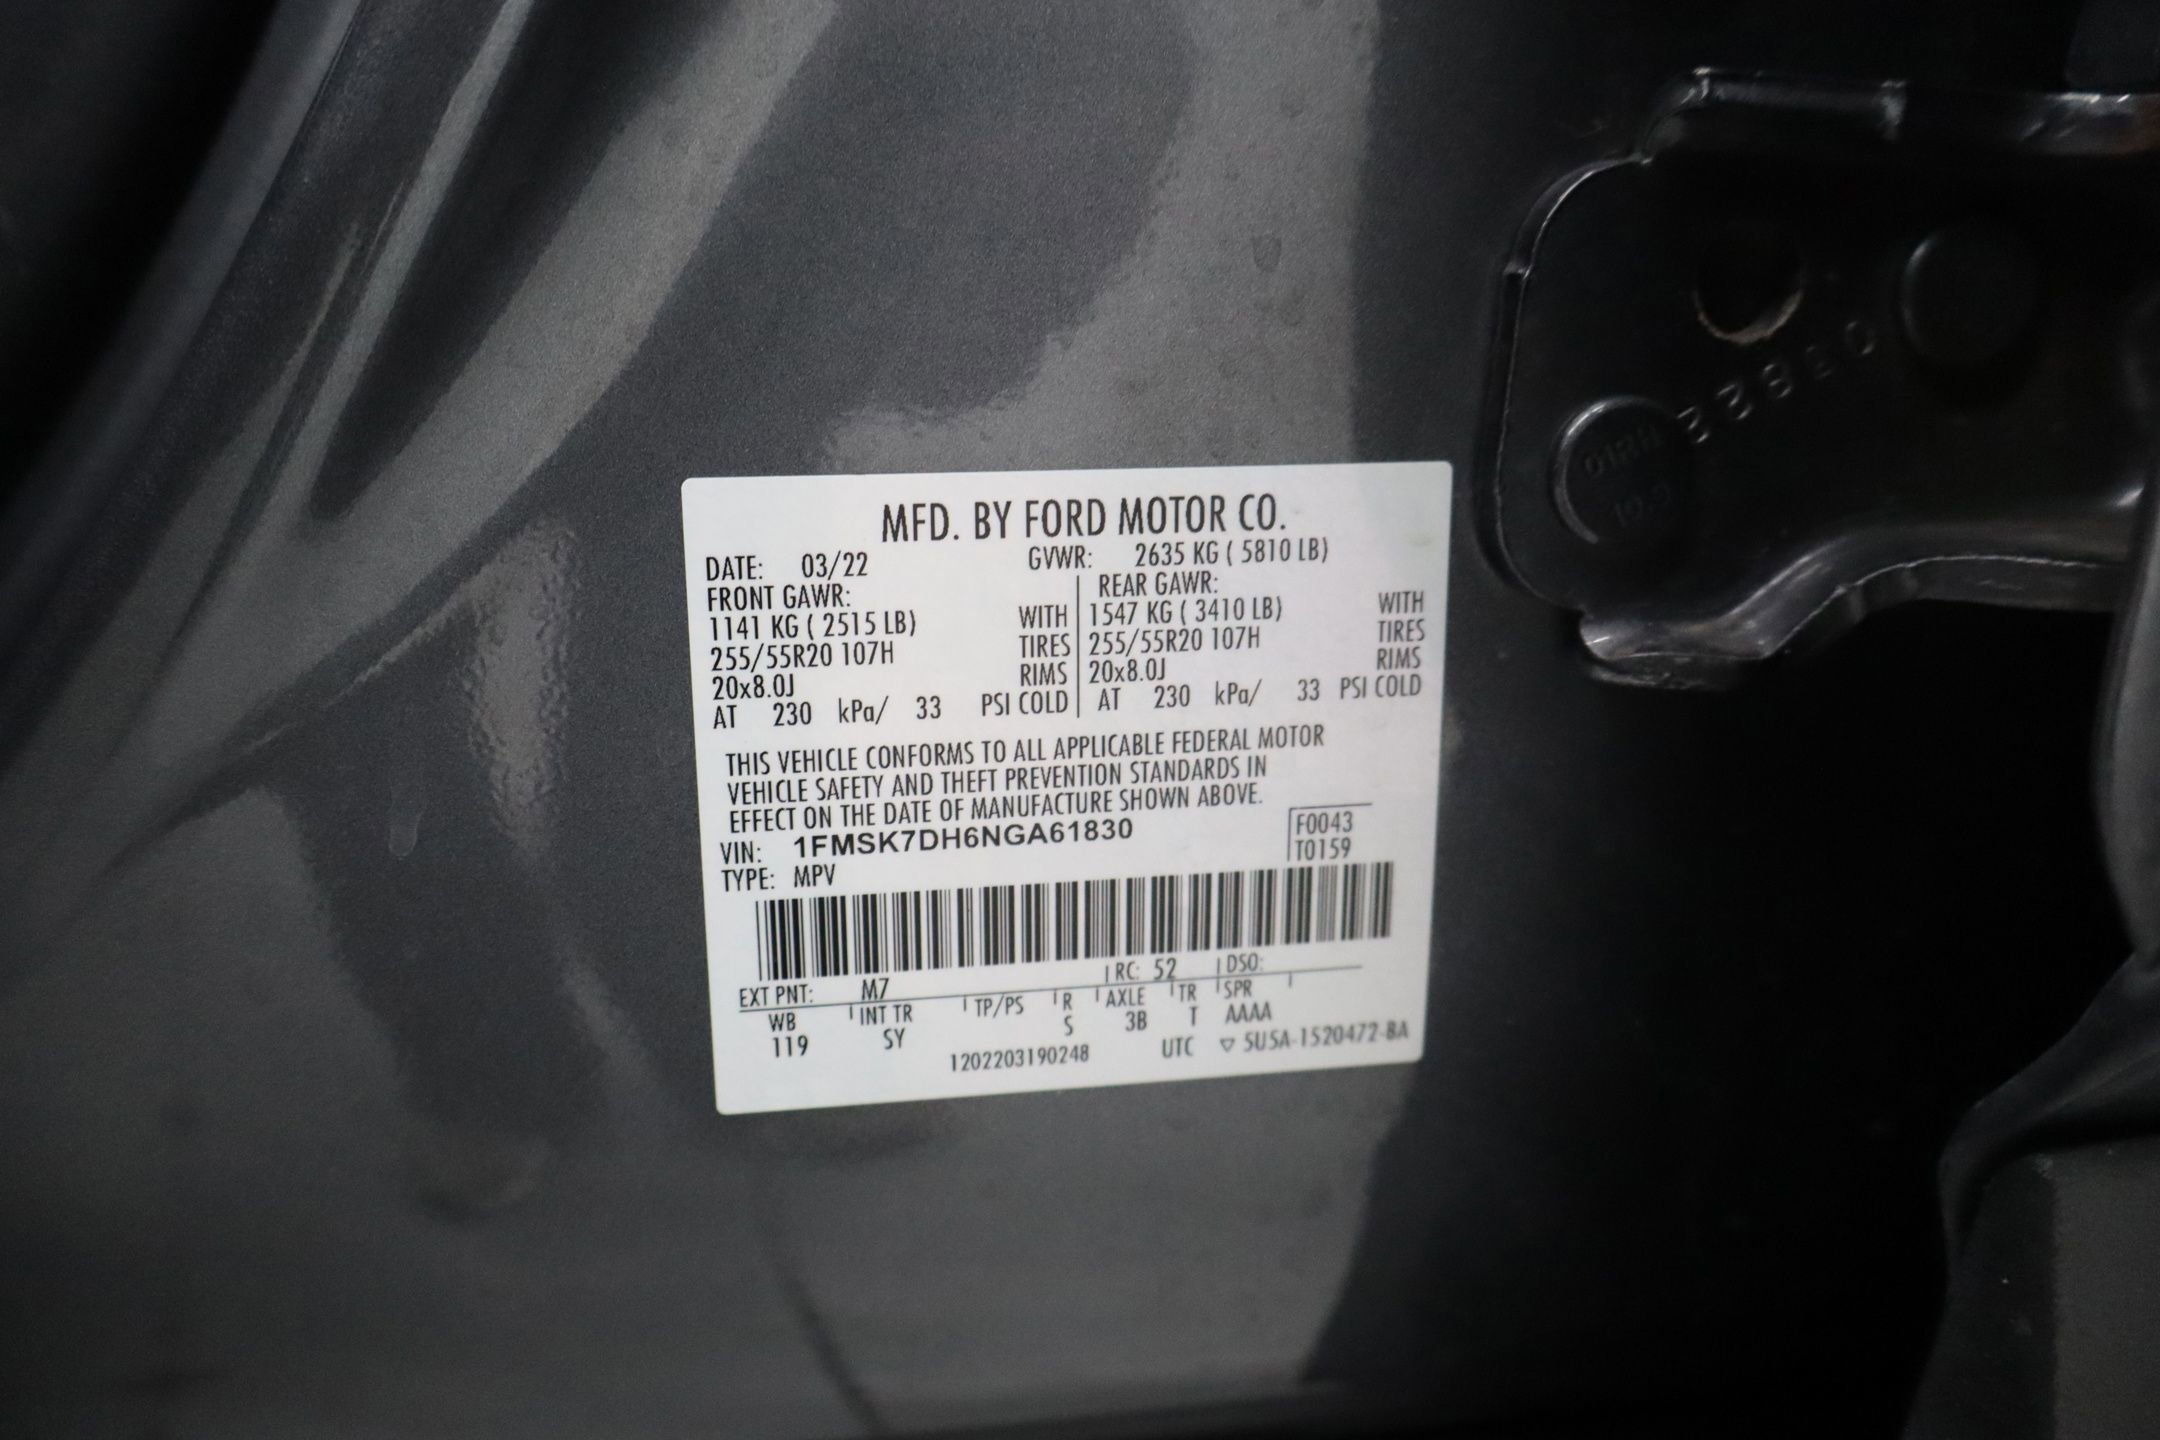 MFD. BY FORD MOTOR CO.
DATE: 03/22 GVWR: 2635 KG ( 5810 LB)
FRONT GAWR: REAR GAWR:
1141 KG ( 2515 LB) WITH 1547 KG ( 3410 LB) WITH
255/55R20 107H TIRES 255/55R20 107H TIRES
20x8.0J RIMS 20x8.0J RIMS
AT 230 kPa/ 33 PSI COLD AT 230 kPa/ 33 PSI COLD
THIS VEHICLE CONFORMS TO ALL APPLICABLE FEDERAL MOTOR
VEHICLE SAFETY AND THEFT PREVENTION STANDARDS IN
EFFECT ON THE DATE OF MANUFACTURE SHOWN ABOVE.
VIN: 1FMSK7DH6NGA61830 F0043
TYPE: MPV T0159
EXT PNT: M7 RC: 52 DSO:
WB INT TR TP/PS R AXLE TR SPR
119 SY S 3B T AAAA
1202203190248 UTC ▽ 5U5A-1520472-BA